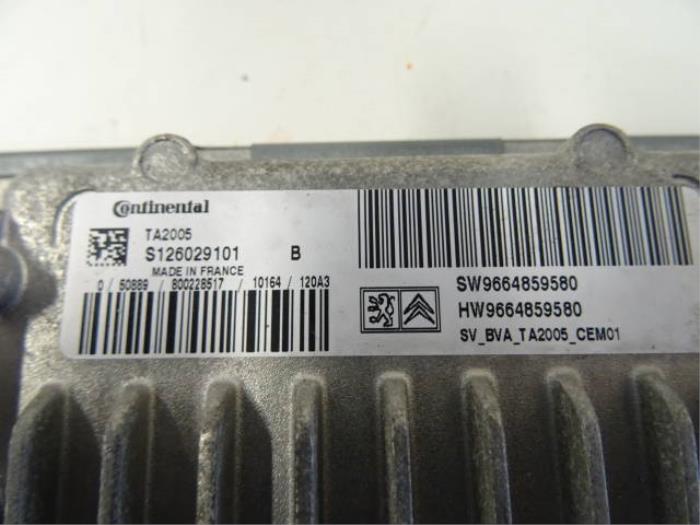 Continental
TA2005
S126029101 B
MADE IN FRANCE
0 / 50889 / 800228517 / 10164 / 120A3
SW9664859580
HW9664859580
SV_BVA_TA2005_CEM01